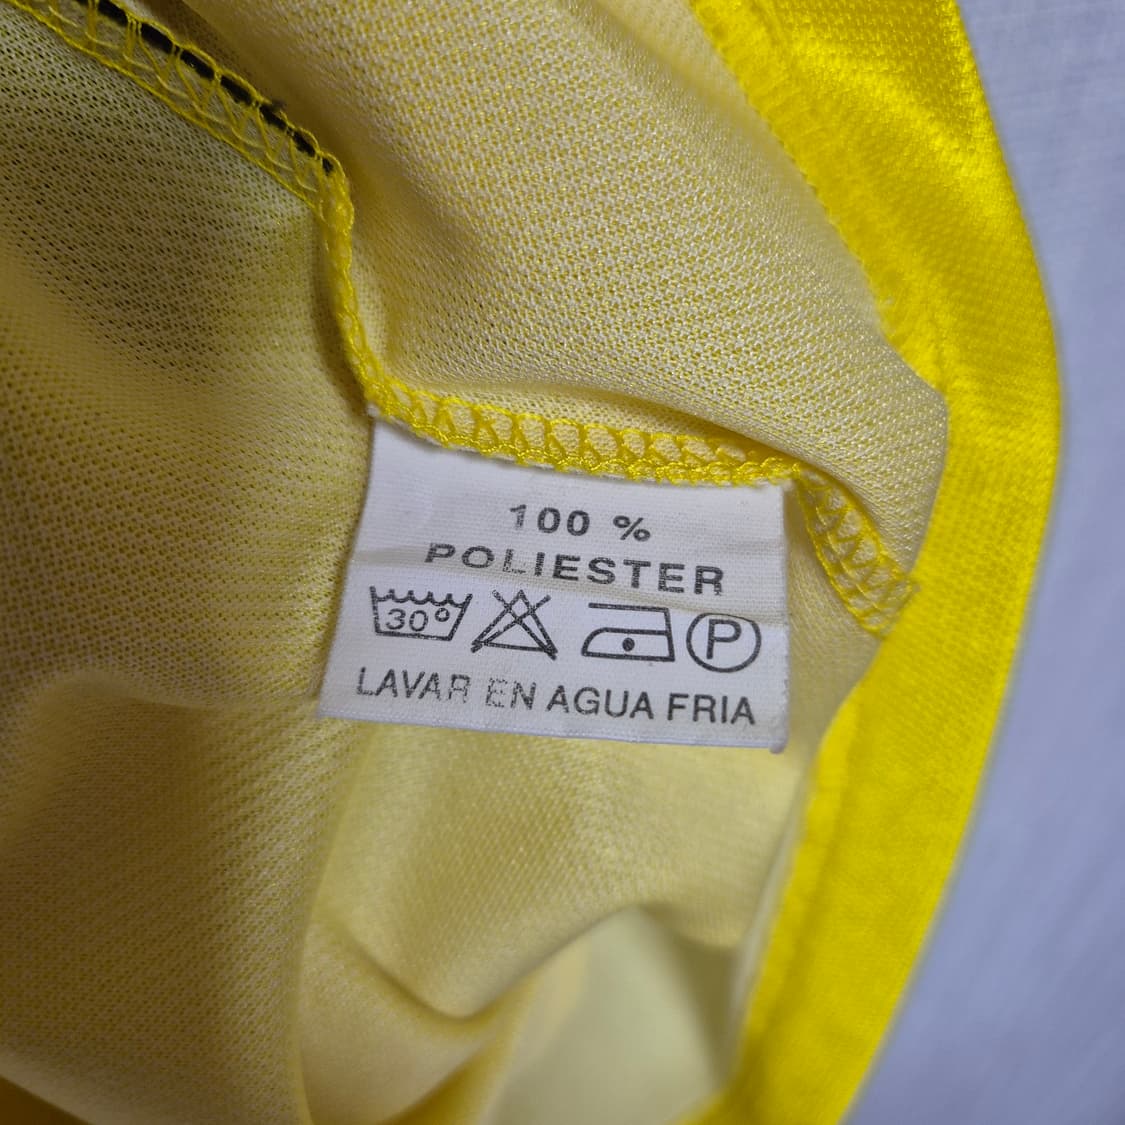 100 %
POLIESTER
30° P
LAVAR EN AGUA FRIA